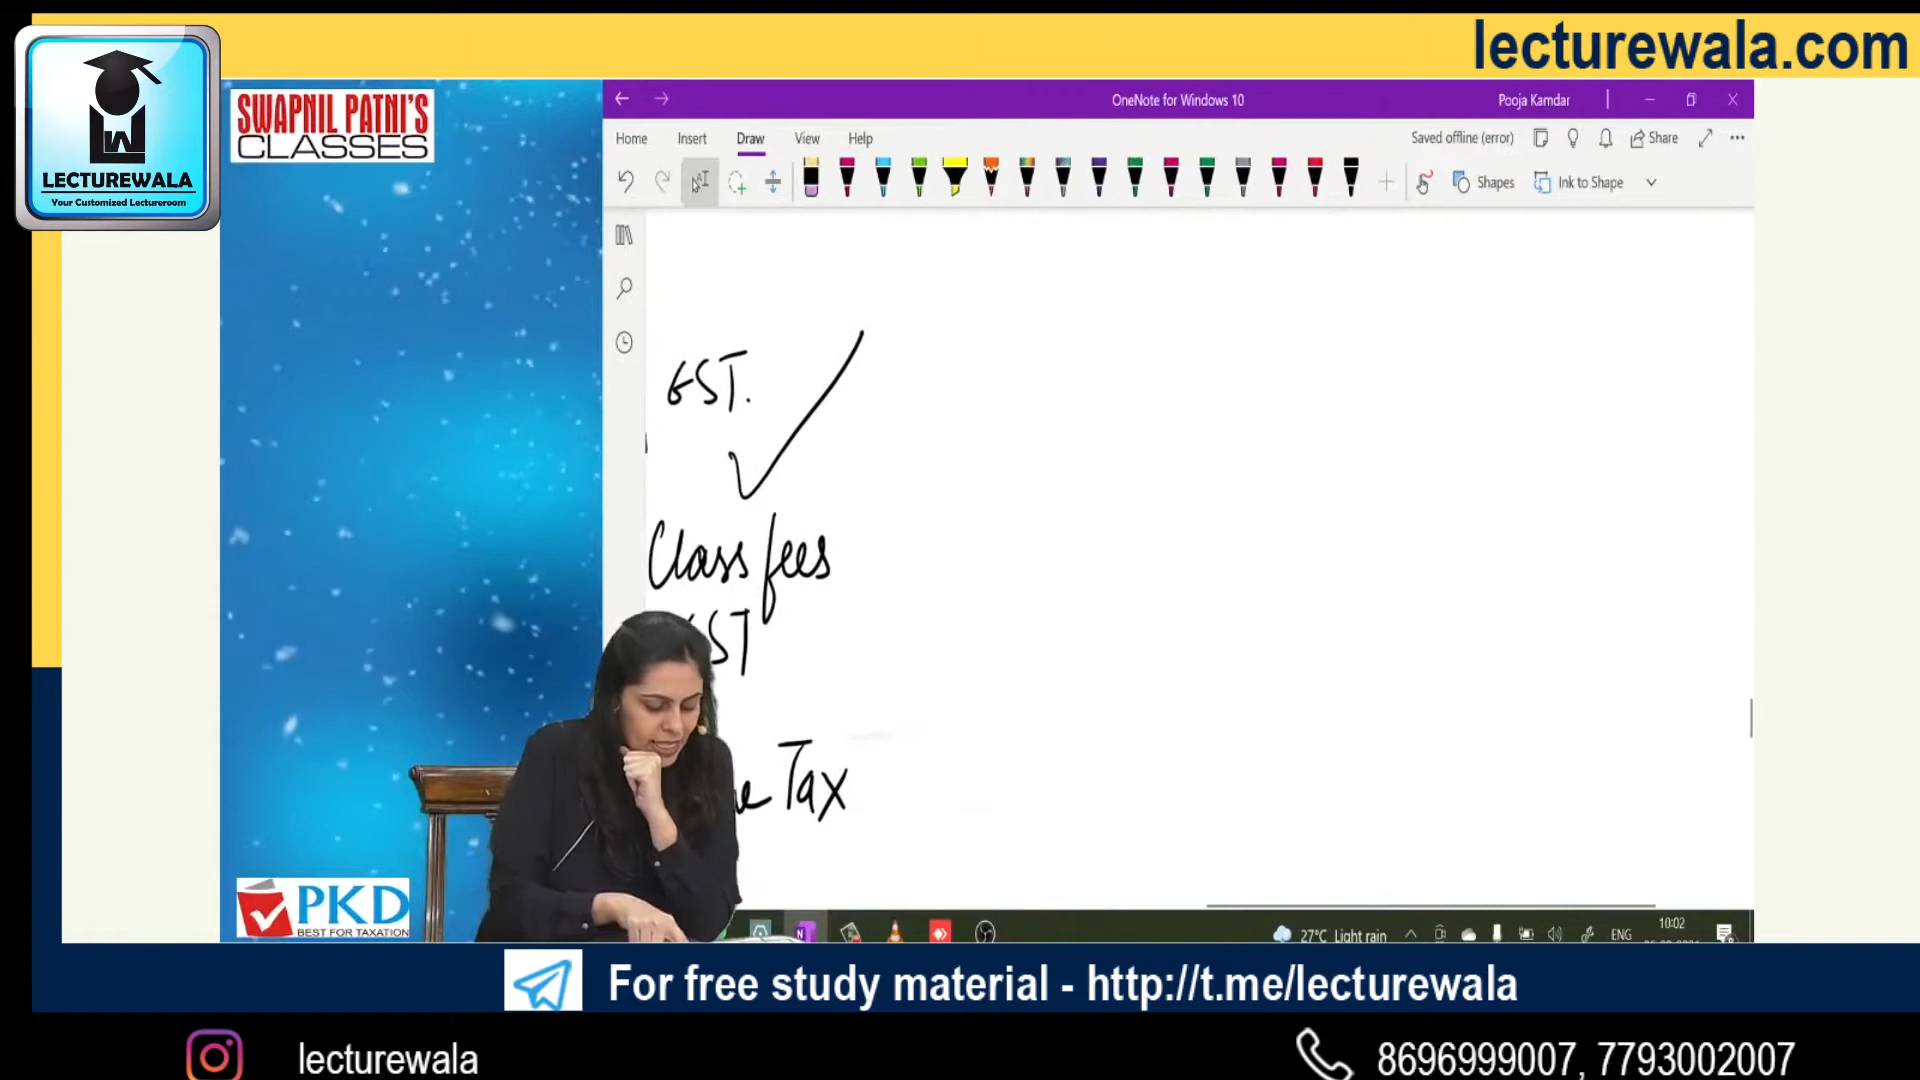 lecturewala.com
LW
LECTUREWALA
Your Customized Lectureroom
SWAPNIL PATNI'S
CLASSES
OneNote for Windows 10
Pooja Kamdar
Home Insert Draw View Help
Saved offline (error)
Share
Shapes
Ink to Shape
GST.
Class fees
GST
Tax
PKD
BEST FOR TAXATION
27°C Light rain
ENG
10:02
For free study material - http://t.me/lecturewala
lecturewala
8696999007, 7793002007